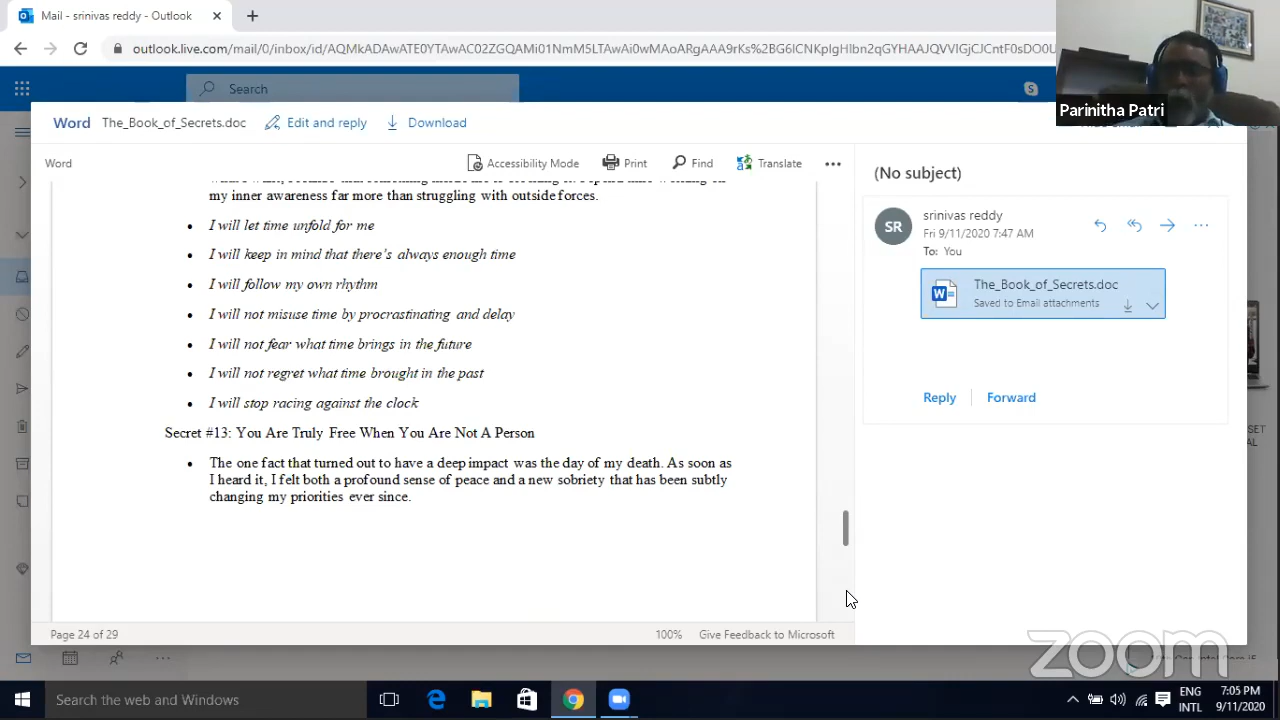 Mail - srinivas reddy - Outlook
outlook.live.com/mail/0/inbox/id/
Search
Parinitha Patri
Word The_Book_of_Secrets.doc Edit and reply Download
Word Accessibility Mode Print Find Translate
(No subject)
my inner awareness far more than struggling with outside forces.
I will let time unfold for me
I will keep in mind that there's always enough time
I will follow my own rhythm
I will not misuse time by procrastinating and delay
I will not fear what time brings in the future
I will not regret what time brought in the past
I will stop racing against the clock
Secret #13: You Are Truly Free When You Are Not A Person
The one fact that turned out to have a deep impact was the day of my death. As soon as
I heard it, I felt both a profound sense of peace and a new sobriety that has been subtly
changing my priorities ever since.
SR
srinivas reddy
Fri 9/11/2020 7:47 AM
To: You
The_Book_of_Secrets.doc
Saved to Email attachments
Reply Forward
Page 24 of 29
100% Give Feedback to Microsoft
zoom
Search the web and Windows
ENG
INTL
7:05 PM
9/11/2020